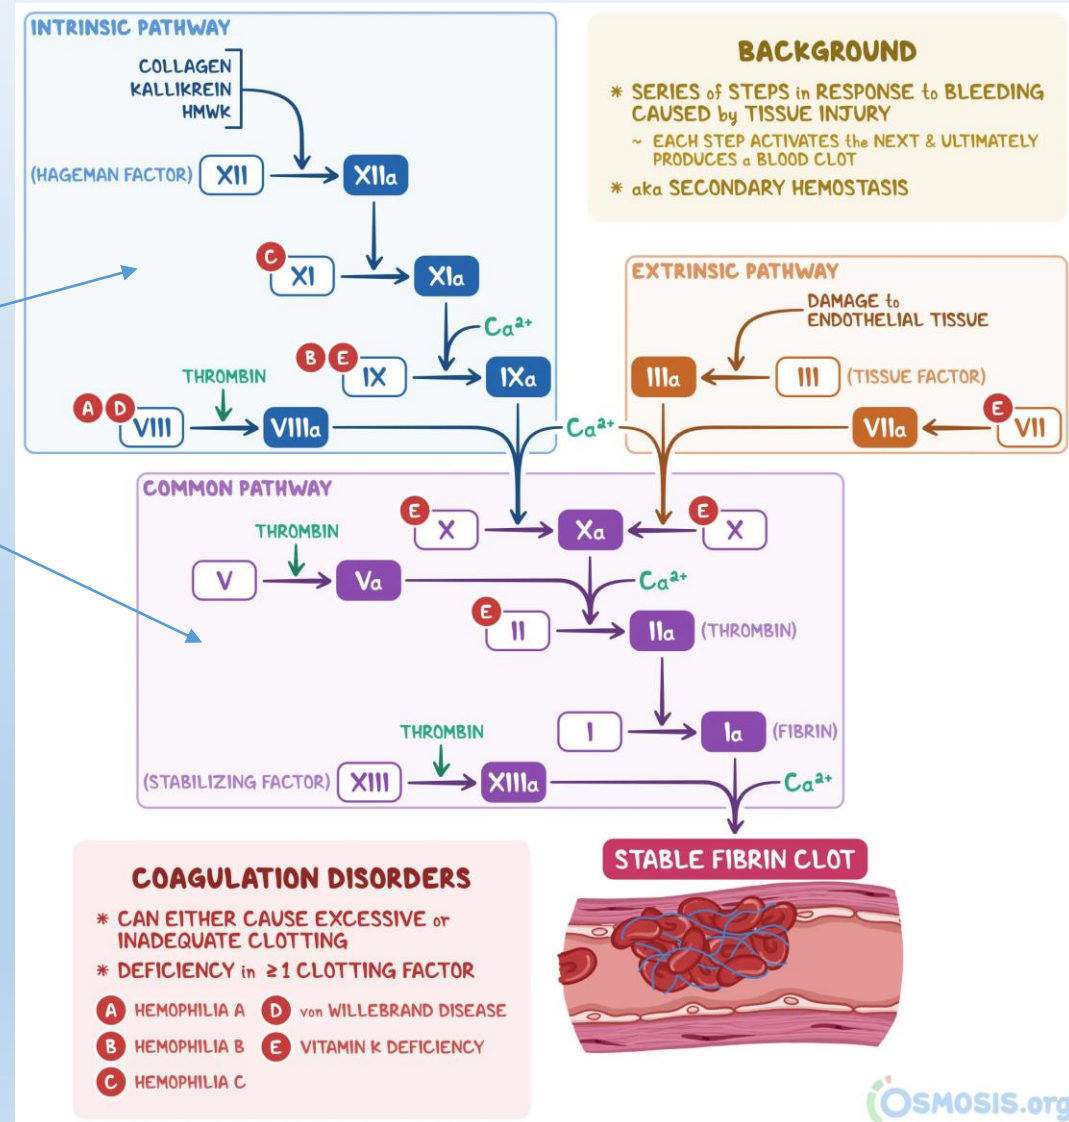 INTRINSIC PATHWAY
COLLAGEN
KALLIKREIN
HMWK
(HAGEMAN FACTOR) XII XIIa
C XI XIa
Ca2+
B E IX IXa
THROMBIN
A D VIII VIIIa
Ca2+
BACKGROUND
* SERIES of STEPS in RESPONSE to BLEEDING
CAUSED by TISSUE INJURY
~ EACH STEP ACTIVATES the NEXT & ULTIMATELY
PRODUCES a BLOOD CLOT
* aka SECONDARY HEMOSTASIS
EXTRINSIC PATHWAY
DAMAGE to
ENDOTHELIAL TISSUE
IIIa III (TISSUE FACTOR)
VIIa E VII
COMMON PATHWAY
E X Xa E X
THROMBIN
V Va Ca2+
E II IIa (THROMBIN)
I Ia (FIBRIN)
THROMBIN
(STABILIZING FACTOR) XIII XIIIa Ca2+
STABLE FIBRIN CLOT
COAGULATION DISORDERS
* CAN EITHER CAUSE EXCESSIVE or
INADEQUATE CLOTTING
* DEFICIENCY in ≥1 CLOTTING FACTOR
A HEMOPHILIA A D von WILLEBRAND DISEASE
B HEMOPHILIA B E VITAMIN K DEFICIENCY
C HEMOPHILIA C
OSMOSIS.org